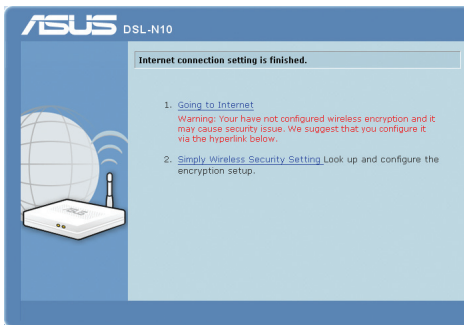 ASUS DSL-N10
Internet connection setting is finished.
1. Going to Internet
Warning: Your have not configured wireless encryption and it
may cause security issue. We suggest that you configure it
via the hyperlink below.
2. Simply Wireless Security Setting Look up and configure the
encryption setup.
ASUS